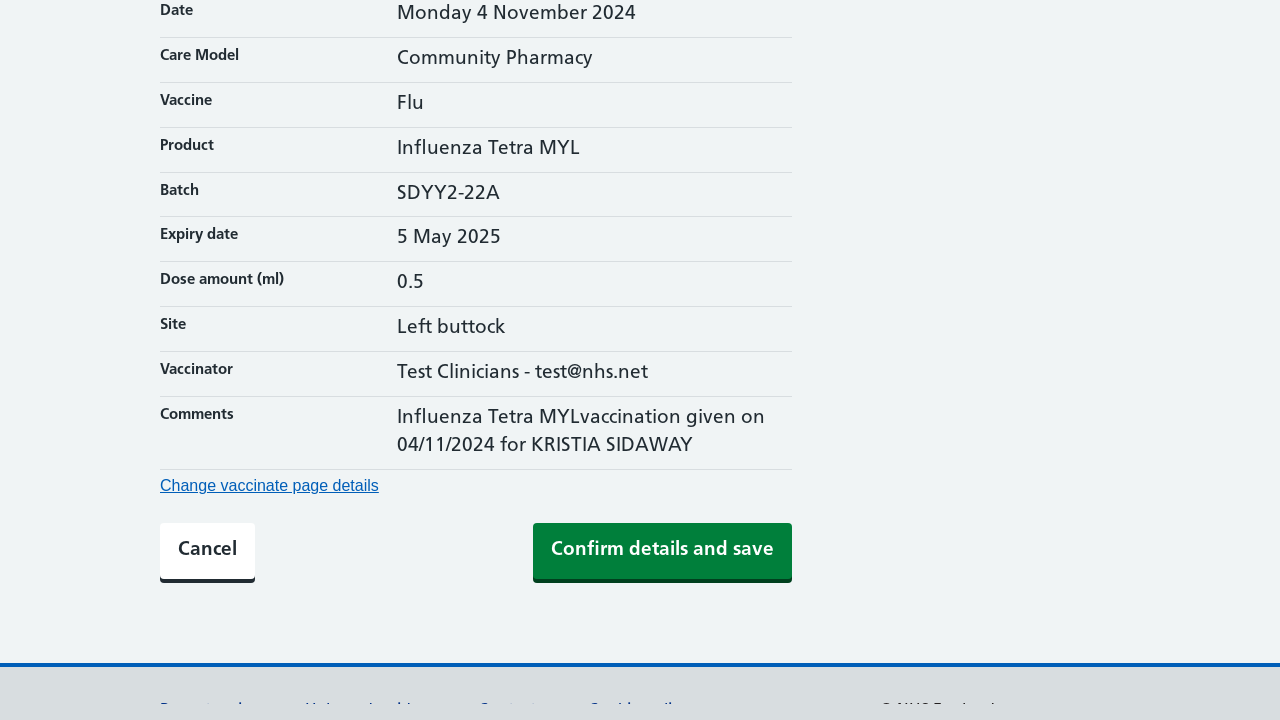 Date Monday 4 November 2024
Care Model Community Pharmacy
Vaccine Flu
Product Influenza Tetra MYL
Batch SDYY2-22A
Expiry date 5 May 2025
Dose amount (ml) 0.5
Site Left buttock
Vaccinator Test Clinicians - test@nhs.net
Comments Influenza Tetra MYLvaccination given on
04/11/2024 for KRISTIA SIDAWAY
Change vaccinate page details
Cancel Confirm details and save